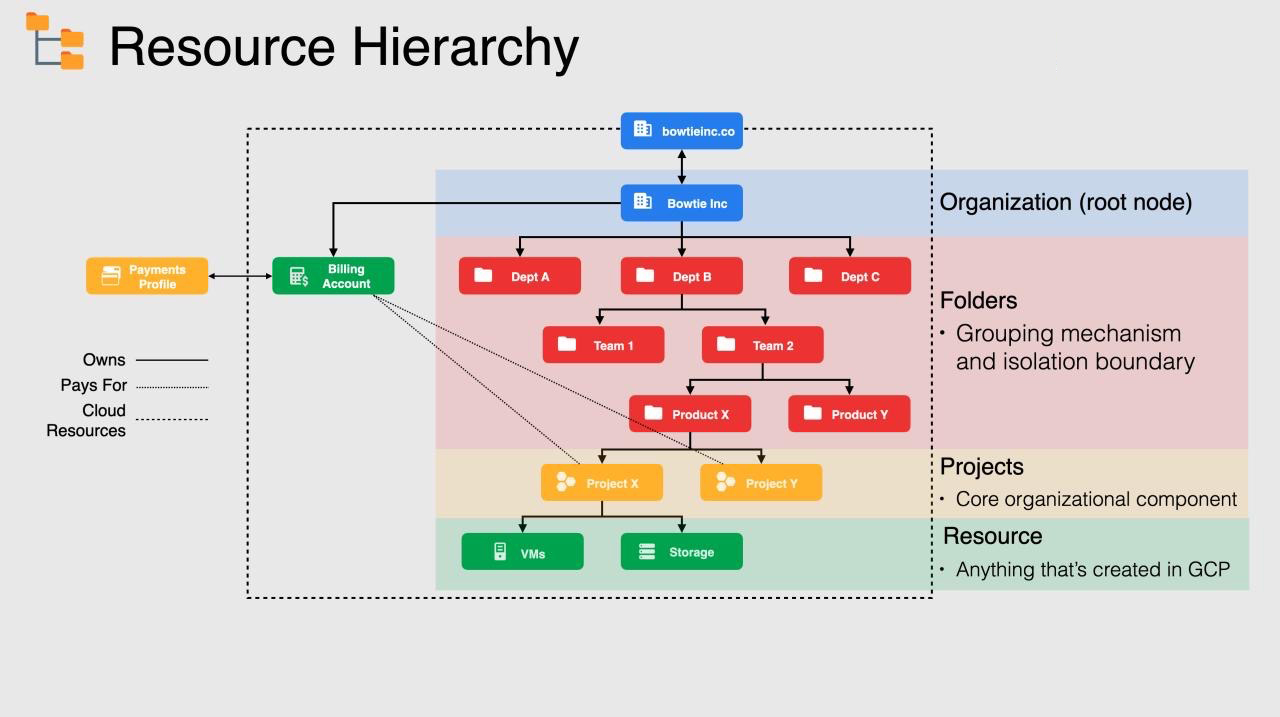 Resource Hierarchy
bowtieinc.co
Bowtie Inc
Organization (root node)
Payments
Profile
Billing
Account
Dept A
Dept B
Dept C
Folders
• Grouping mechanism
and isolation boundary
Team 1
Team 2
Owns
Pays For
Cloud
Resources
Product X
Product Y
Projects
• Core organizational component
Project X
Project Y
Resource
• Anything that's created in GCP
VMs
Storage